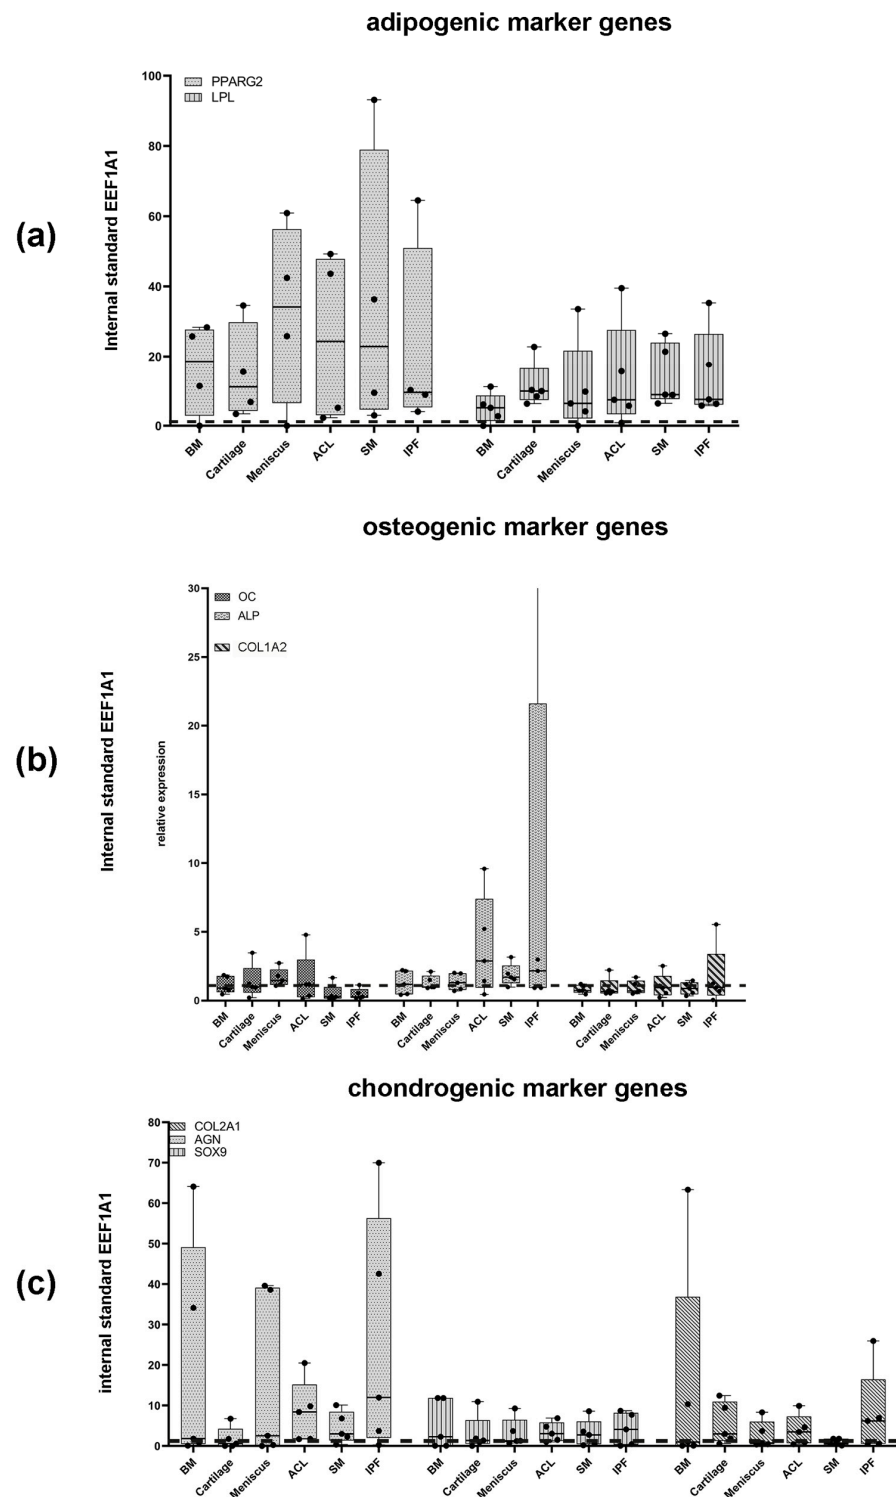 adipogenic marker genes
(a)
Internal standard EEF1A1
100
80
60
40
20
0
PPARG2
LPL
BM
Cartilage
Meniscus
ACL
SM
IPF
BM
Cartilage
Meniscus
ACL
SM
IPF
osteogenic marker genes
(b)
Internal standard EEF1A1
relative expression
30
25
20
15
10
5
0
OC
ALP
COL1A2
BM
Cartilage
Meniscus
ACL
SM
IPF
BM
Cartilage
Meniscus
ACL
SM
IPF
BM
Cartilage
Meniscus
ACL
SM
IPF
chondrogenic marker genes
(c)
internal standard EEF1A1
80
70
60
50
40
30
20
10
0
COL2A1
AGN
SOX9
BM
Cartilage
Meniscus
ACL
SM
IPF
BM
Cartilage
Meniscus
ACL
SM
IPF
BM
Cartilage
Meniscus
ACL
SM
IPF